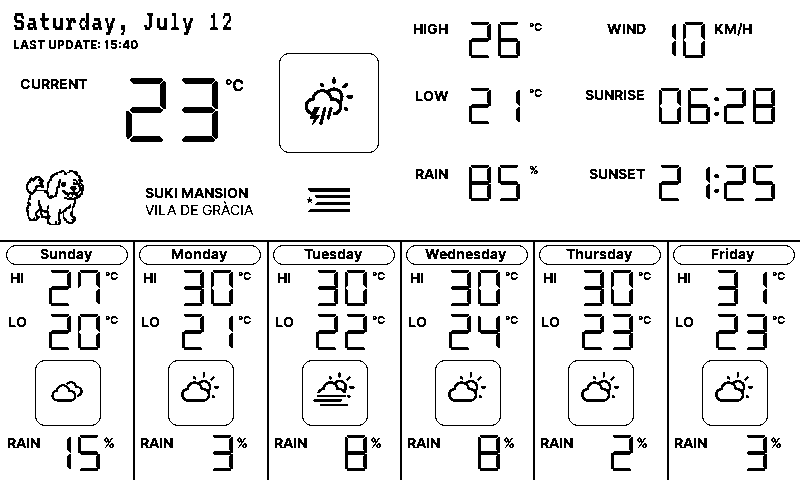 Saturday, July 12
LAST UPDATE: 15:40
CURRENT 23 °C
HIGH 26 °C
LOW 21 °C
RAIN 85 %
WIND 10 KM/H
SUNRISE 06:28
SUNSET 21:25
SUKI MANSION
VILA DE GRÀCIA
Sunday
HI 27 °C
LO 20 °C
RAIN 15 %
Monday
HI 30 °C
LO 21 °C
RAIN 3 %
Tuesday
HI 30 °C
LO 22 °C
RAIN 8 %
Wednesday
HI 30 °C
LO 24 °C
RAIN 8 %
Thursday
HI 30 °C
LO 23 °C
RAIN 2 %
Friday
HI 31 °C
LO 23 °C
RAIN 3 %